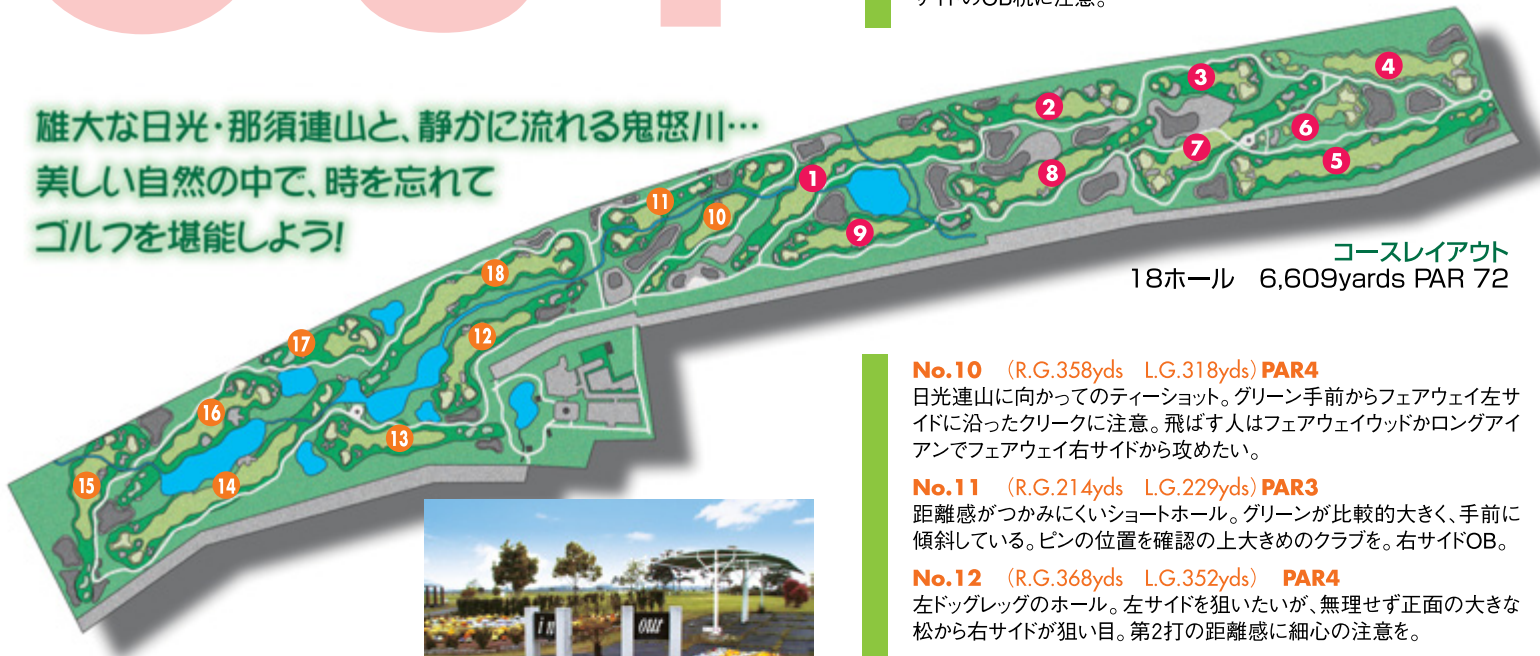 サイドのOB杭に注意。
雄大な日光・那須連山と、静かに流れる鬼怒川…
美しい自然の中で、時を忘れて
ゴルフを堪能しよう!
1
2
3
4
5
6
7
8
9
10
11
12
13
14
15
16
17
18
コースレイアウト
18ホール 6,609yards PAR 72
in
out
No.10 (R.G.358yds L.G.318yds) PAR4
日光連山に向かってのティーショット。グリーン手前からフェアウェイ左サ
イドに沿ったクリークに注意。飛ばす人はフェアウェイウッドかロングアイ
アンでフェアウェイ右サイドから攻めたい。
No.11 (R.G.214yds L.G.229yds) PAR3
距離感がつかみにくいショートホール。グリーンが比較的大きく、手前に
傾斜している。ピンの位置を確認の上大きめのクラブを。右サイドOB。
No.12 (R.G.368yds L.G.352yds) PAR4
左ドッグレッグのホール。左サイドを狙いたいが、無理せず正面の大きな
松から右サイドが狙い目。第2打の距離感に細心の注意を。